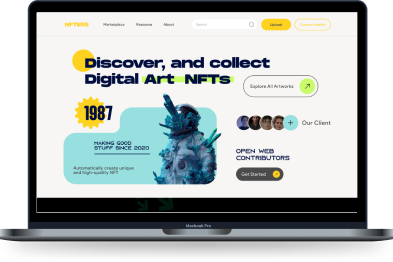 NFTERS
Marketplace Resource About
Search
Upload
Connect Wallet
Discover, and collect
Digital Art NFTs
Explore All Artworks
1987
MAKING GOOD
STUFF SINCE 2020
Automatically create unique
and high-quality NFT
+
Our Client
OPEN WEB
CONTRIBUTORS
Get Started
Macbook Pro